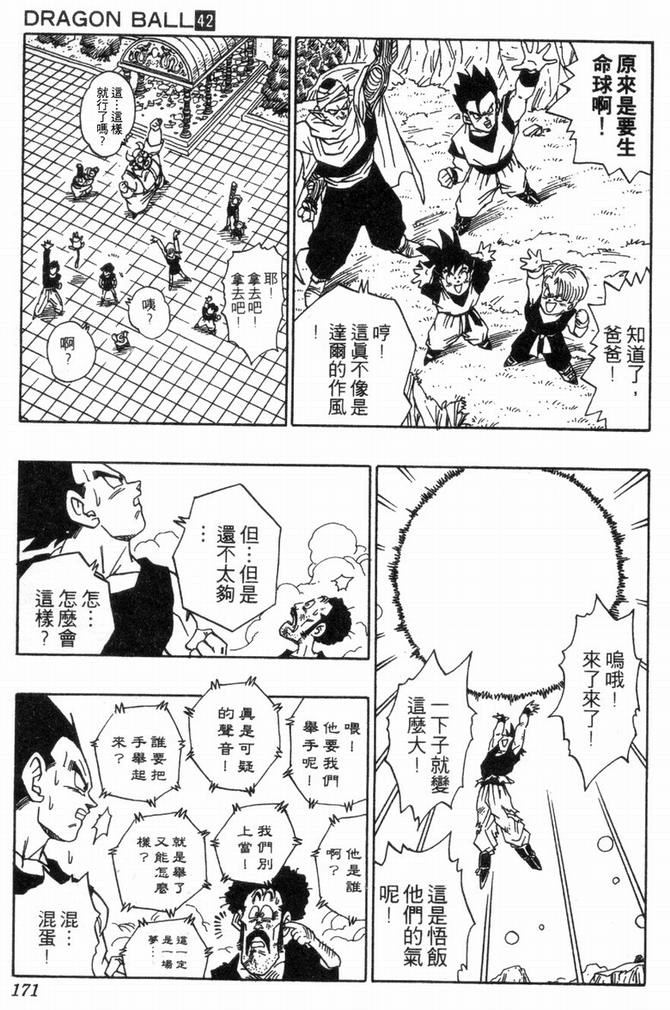 DRAGON BALL 42
原來是要生
命球啊！
知道了，
爸爸！
哼！
這真不像是
達爾的作風
！
這…這樣
就行了嗎？
耶！
拿去吧！
拿去吧！
咦？
啊？
嗚哦！
來了來了！
一下子就變
這麼大！
這是悟飯
他們的氣
呢！
但…但是
還不太夠
…
怎…
怎麼會
這樣？
喂！
他要我們
舉手呢！
真是可疑
的聲音！
誰要把
手舉起
來？
他是誰
我們別
上當！
就是舉了
又能怎麼
樣？
這一定
是一場
夢…
混…
混蛋！
171